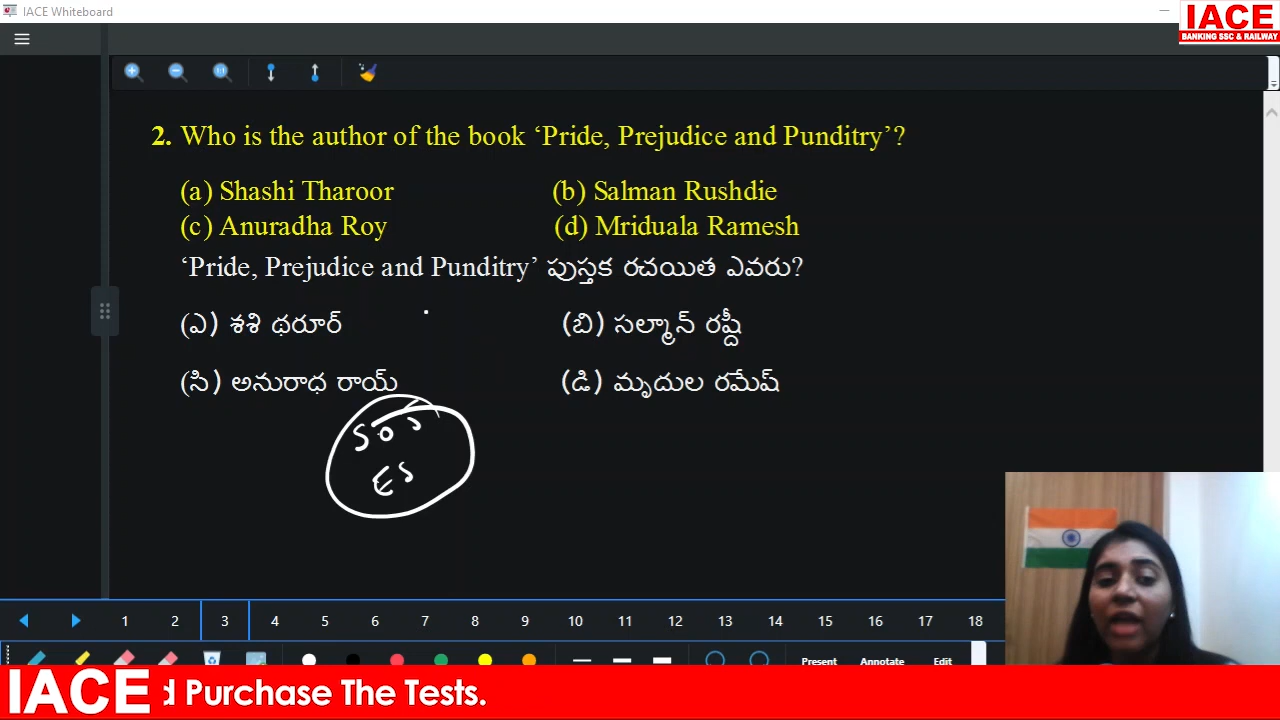 IACE Whiteboard
IACE
BANKING SSC & RAILWAY
2. Who is the author of the book ‘Pride, Prejudice and Punditry’?
(a) Shashi Tharoor (b) Salman Rushdie
(c) Anuradha Roy (d) Mriduala Ramesh
‘Pride, Prejudice and Punditry’ పుస్తక రచయిత ఎవరు?
(ఎ) శశి థరూర్ (బి) సల్మాన్ రష్దీ
(సి) అనురాధ రాయ్ (డి) మృదుల రమేష్
1 2 3 4 5 6 7 8 9 10 11 12 13 14 15 16 17 18
Present Annotate Edit
IACE d Purchase The Tests.